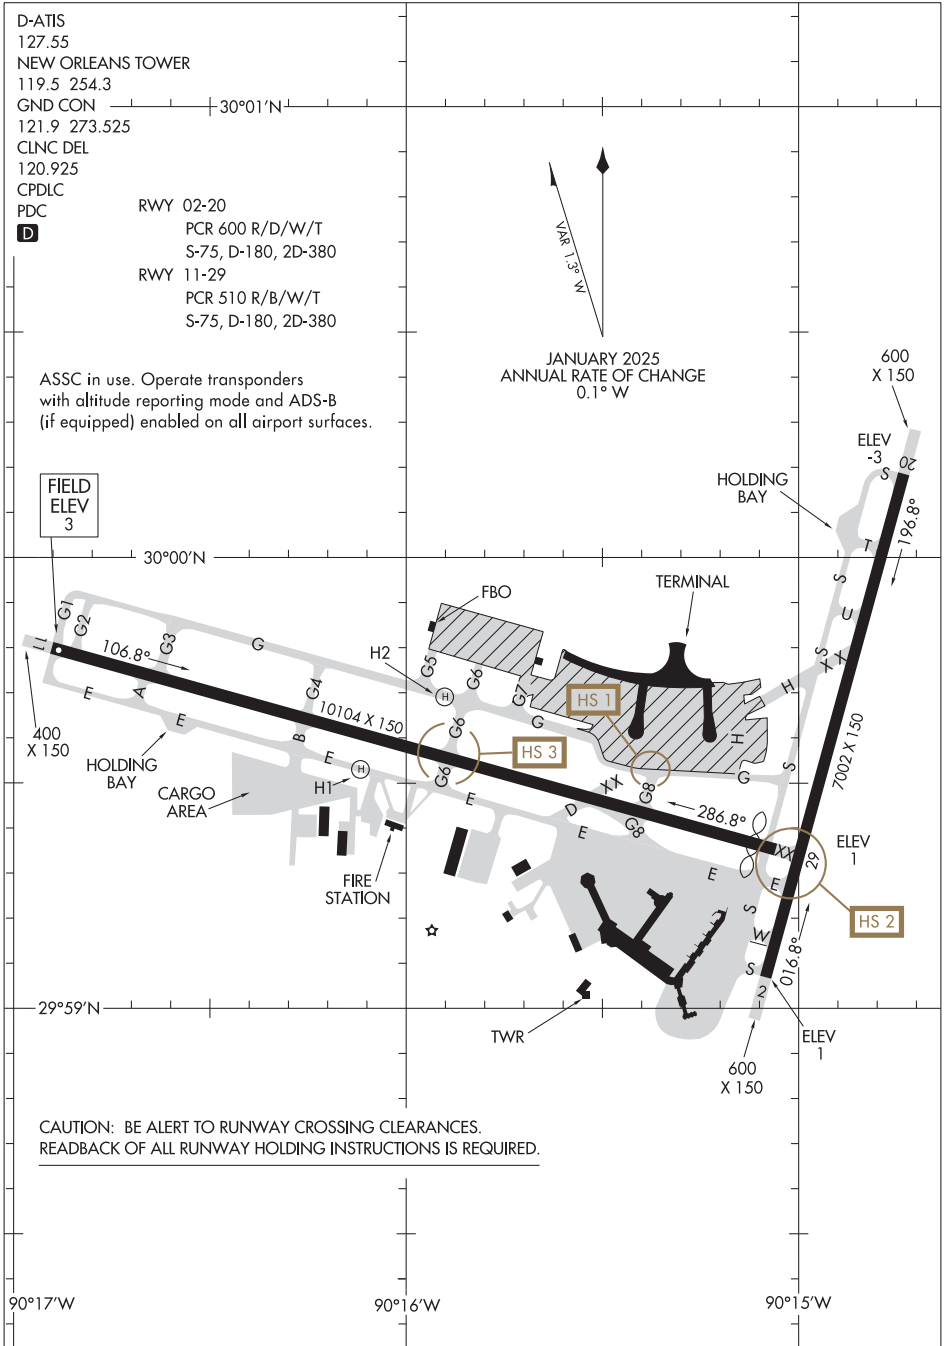 D-ATIS
127.55
NEW ORLEANS TOWER
119.5 254.3
GND CON
121.9 273.525
CLNC DEL
120.925
CPDLC
PDC
D
30°01'N
RWY 02-20
PCR 600 R/D/W/T
S-75, D-180, 2D-380
RWY 11-29
PCR 510 R/B/W/T
S-75, D-180, 2D-380
VAR 1.3° W
JANUARY 2025
ANNUAL RATE OF CHANGE
0.1° W
ASSC in use. Operate transponders
with altitude reporting mode and ADS-B
(if equipped) enabled on all airport surfaces.
600
X 150
ELEV
-3
20
S
HOLDING
BAY
196.8°
FIELD
ELEV
3
30°00'N
T
S
U
S
XX
H
FBO
TERMINAL
G1
G2
G3
G
11
106.8°
H2
G5
H
G6
G7
G
HS 1
H
G4
10104 X 150
G6
HS 3
E
A
E
400
X 150
HOLDING
BAY
B
E
H1
H
G6
E
CARGO
AREA
XX
D
E
G8
G8
G
S
7002 X 150
286.8°
XX
29
ELEV
1
E
E
FIRE
STATION
HS 2
S
W
S
016.8°
2
29°59'N
TWR
ELEV
1
600
X 150
CAUTION: BE ALERT TO RUNWAY CROSSING CLEARANCES.
READBACK OF ALL RUNWAY HOLDING INSTRUCTIONS IS REQUIRED.
90°17'W
90°16'W
90°15'W